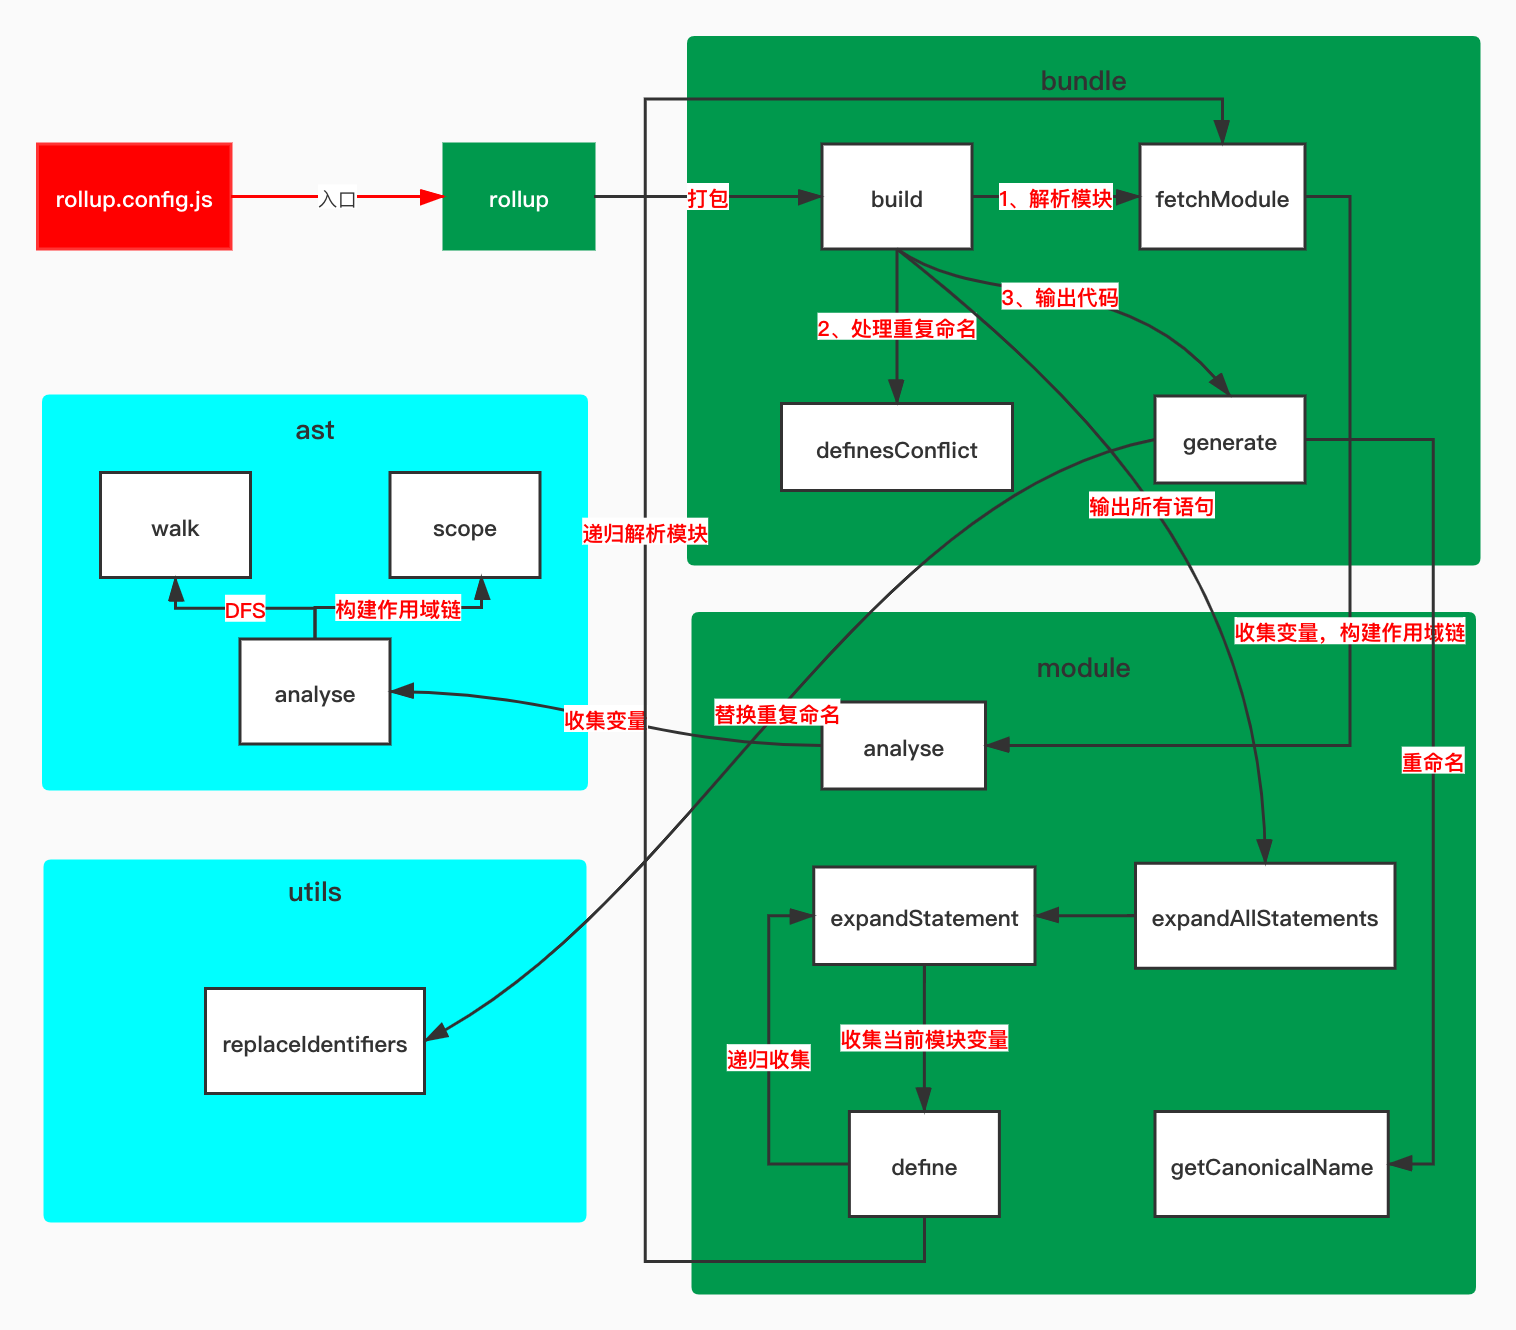 bundle
rollup.config.js
入口
rollup
打包
build
1、解析模块
fetchModule
3、输出代码
2、处理重复命名
definesConflict
generate
ast
walk
scope
DFS
构建作用域链
analyse
递归解析模块
输出所有语句
收集变量，构建作用域链
module
收集变量
替换重复命名
analyse
重命名
utils
replaceIdentifiers
expandStatement
expandAllStatements
收集当前模块变量
递归收集
define
getCanonicalName